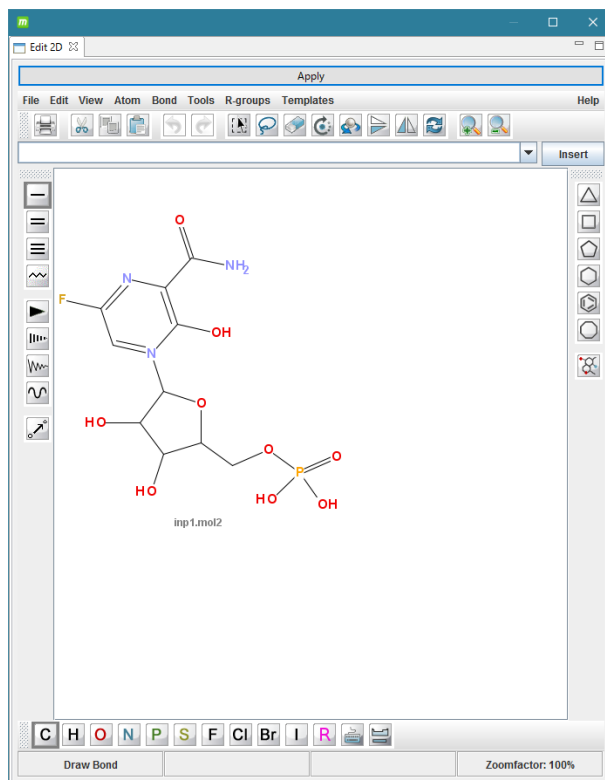 m
Edit 2D
Apply
File Edit View Atom Bond Tools R-groups Templates Help
Insert
O
N
NH2
F
OH
N
O
HO
O
O
P
HO
HO
OH
inp1.mol2
C H O N P S F Cl Br I R
Draw Bond Zoomfactor: 100%